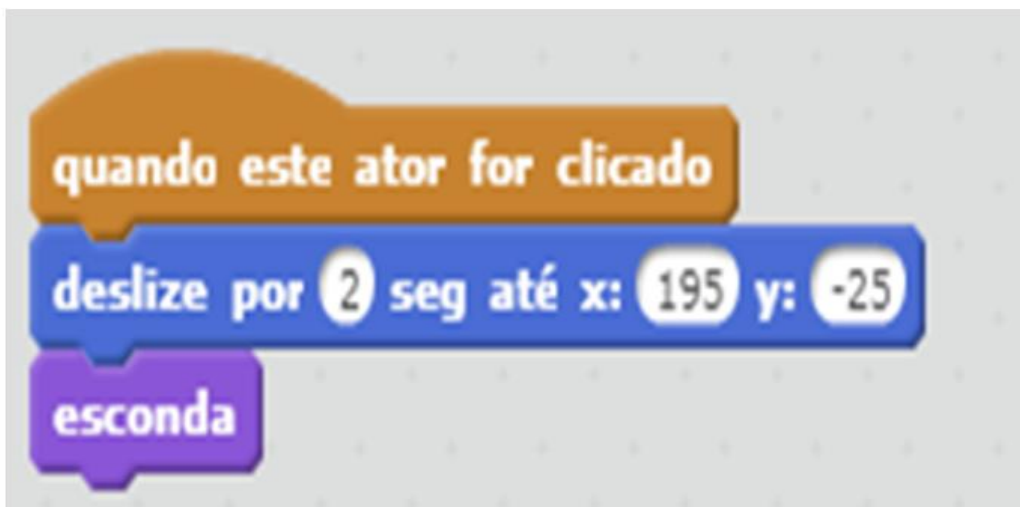 quando este ator for clicado
deslize por 2 seg até x: 195 y: -25
esconda